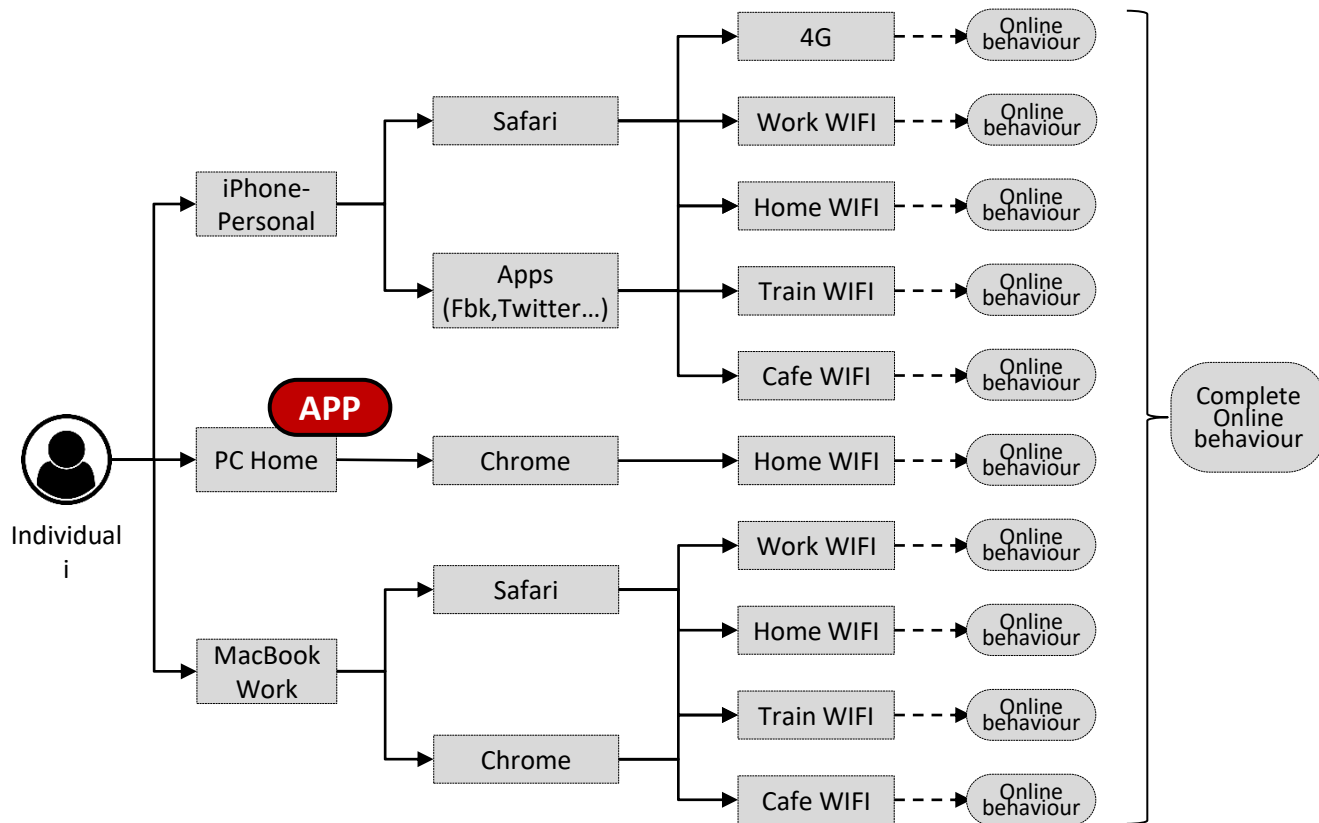 4G
Online
behaviour
Safari
Work WIFI
Online
behaviour
iPhone-
Personal
Home WIFI
Online
behaviour
Apps
(Fbk,Twitter...)
Train WIFI
Online
behaviour
Cafe WIFI
Online
behaviour
Complete
Online
behaviour
APP
PC Home
Chrome
Home WIFI
Online
behaviour
Individual
i
Work WIFI
Online
behaviour
Safari
Home WIFI
Online
behaviour
MacBook
Work
Train WIFI
Online
behaviour
Chrome
Cafe WIFI
Online
behaviour